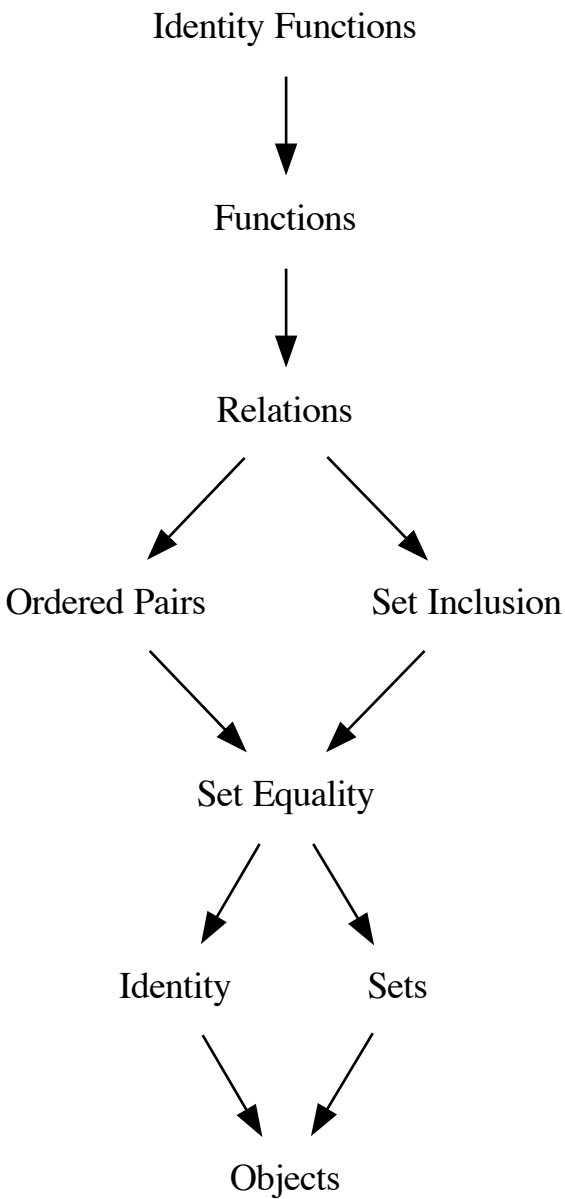 Identity Functions
Functions
Relations
Ordered Pairs
Set Inclusion
Set Equality
Identity
Sets
Objects